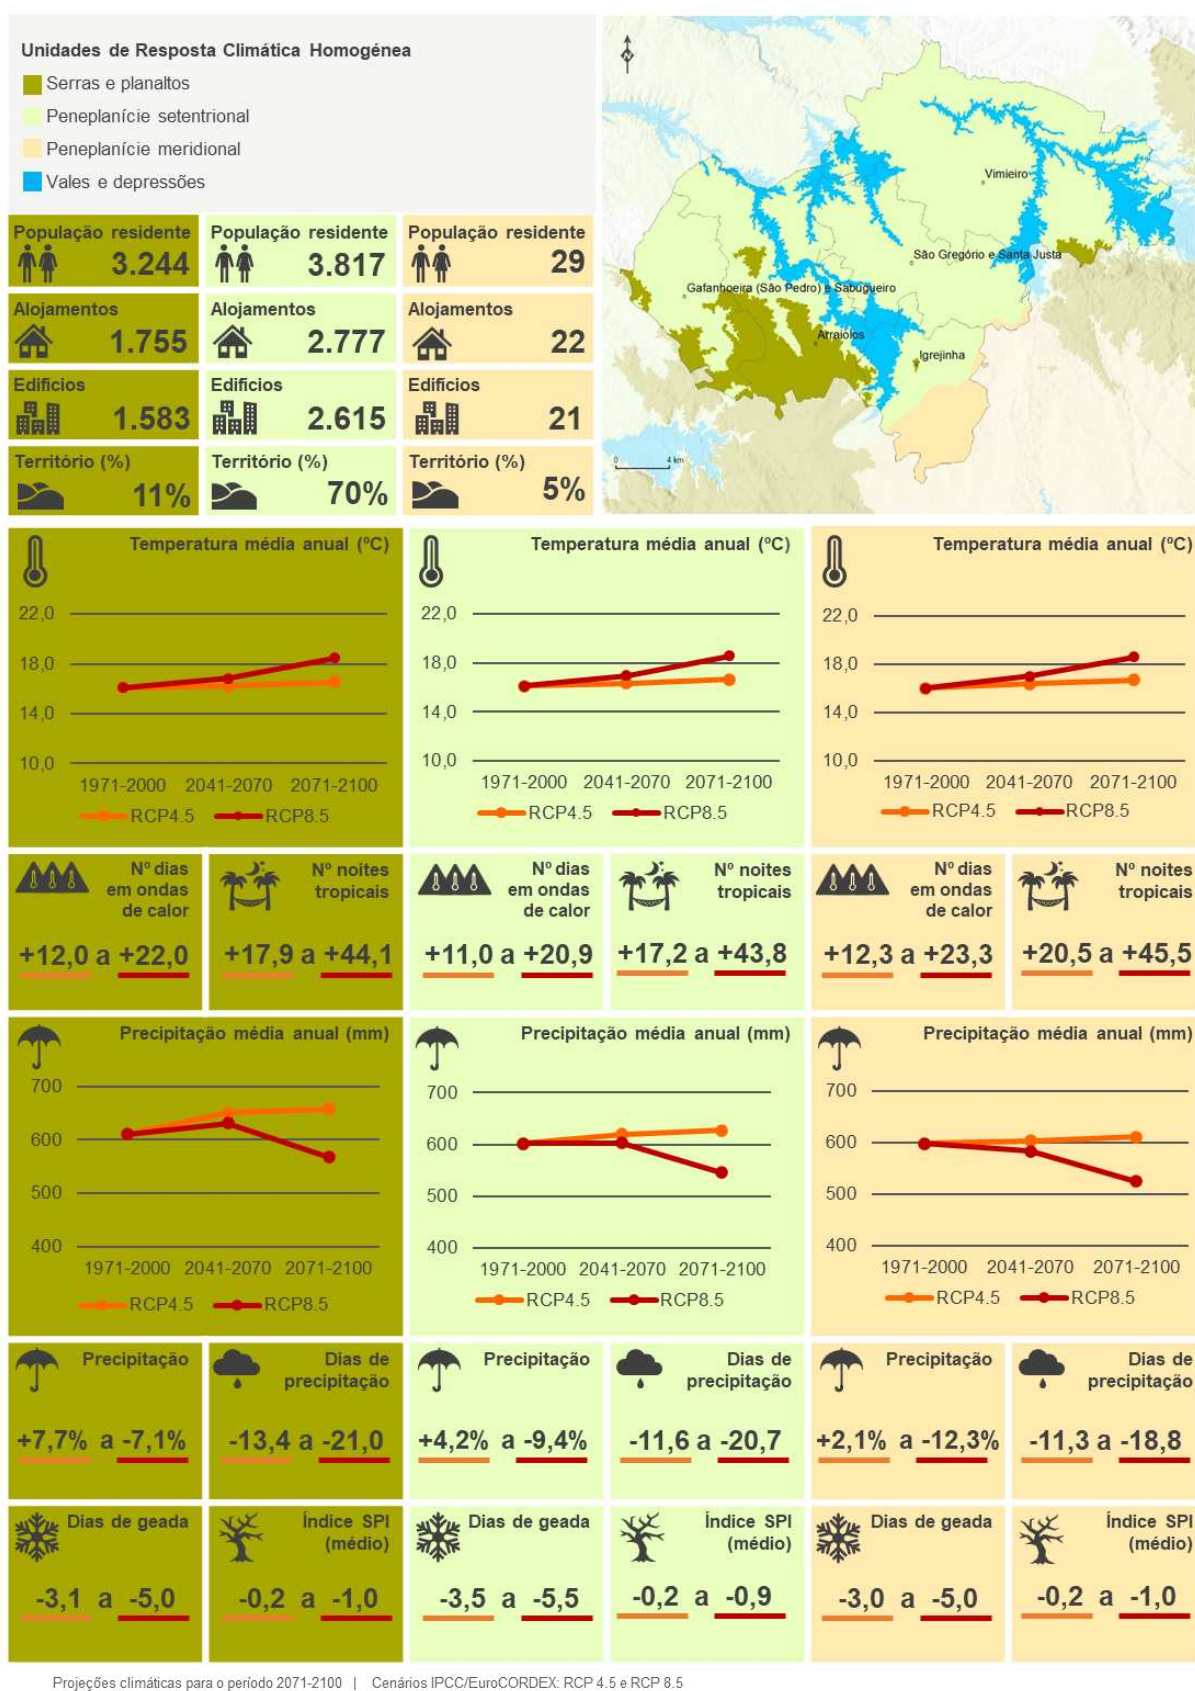 Unidades de Resposta Climática Homogénea
Serras e planaltos
Peneplanície setentrional
Peneplanície meridional
Vales e depressões
N
Vimieiro
São Gregório e Santa Justa
Gafanhoeira (São Pedro) e Sabugueiro
Arraiolos
Igrejinha
0 4 km
População residente
3.244
População residente
3.817
População residente
29
Alojamentos
1.755
Alojamentos
2.777
Alojamentos
22
Edifícios
1.583
Edifícios
2.615
Edifícios
21
Território (%)
11%
Território (%)
70%
Território (%)
5%
Temperatura média anual (ºC)
22,0
18,0
14,0
10,0
1971-2000 2041-2070 2071-2100
RCP4.5 RCP8.5
Temperatura média anual (ºC)
22,0
18,0
14,0
10,0
1971-2000 2041-2070 2071-2100
RCP4.5 RCP8.5
Temperatura média anual (ºC)
22,0
18,0
14,0
10,0
1971-2000 2041-2070 2071-2100
RCP4.5 RCP8.5
Nº dias
em ondas
de calor
+12,0 a +22,0
Nº noites
tropicais
+17,9 a +44,1
Nº dias
em ondas
de calor
+11,0 a +20,9
Nº noites
tropicais
+17,2 a +43,8
Nº dias
em ondas
de calor
+12,3 a +23,3
Nº noites
tropicais
+20,5 a +45,5
Precipitação média anual (mm)
700
600
500
400
1971-2000 2041-2070 2071-2100
RCP4.5 RCP8.5
Precipitação média anual (mm)
700
600
500
400
1971-2000 2041-2070 2071-2100
RCP4.5 RCP8.5
Precipitação média anual (mm)
700
600
500
400
1971-2000 2041-2070 2071-2100
RCP4.5 RCP8.5
Precipitação
+7,7% a -7,1%
Dias de
precipitação
-13,4 a -21,0
Precipitação
+4,2% a -9,4%
Dias de
precipitação
-11,6 a -20,7
Precipitação
+2,1% a -12,3%
Dias de
precipitação
-11,3 a -18,8
Dias de geada
-3,1 a -5,0
Índice SPI
(médio)
-0,2 a -1,0
Dias de geada
-3,5 a -5,5
Índice SPI
(médio)
-0,2 a -0,9
Dias de geada
-3,0 a -5,0
Índice SPI
(médio)
-0,2 a -1,0
Projeções climáticas para o período 2071-2100 | Cenários IPCC/EuroCORDEX: RCP 4.5 e RCP 8.5